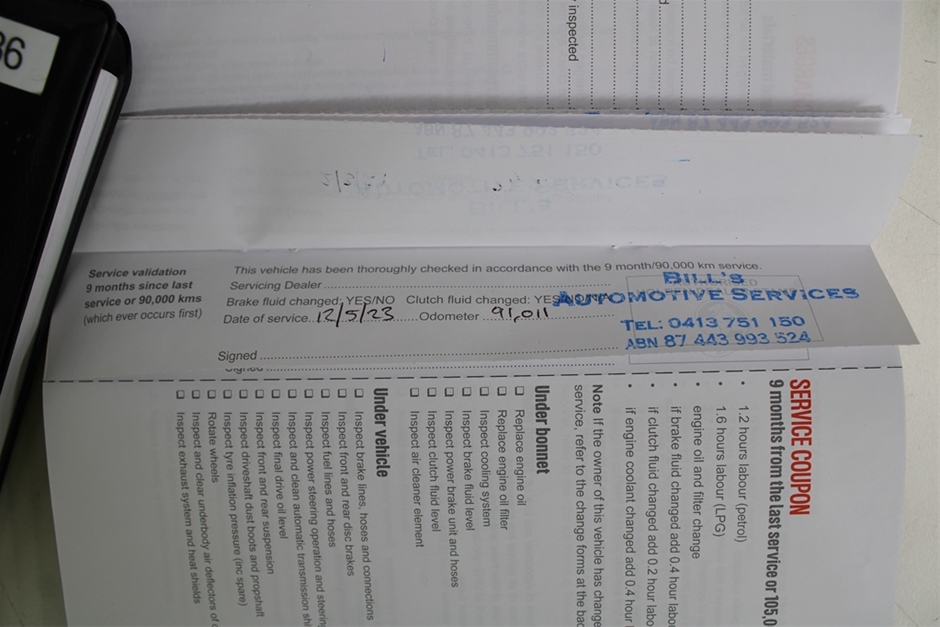 36
inspected
Service validation
9 months since last
service or 90,000 kms
(which ever occurs first)
This vehicle has been thoroughly checked in accordance with the 9 month/90,000 km service.
Servicing Dealer
Brake fluid changed: YES/NO Clutch fluid changed: YES/NO
Date of service 12/5/23 Odometer 91,011
Signed
BILL'S
AUTOMOTIVE SERVICES
TEL: 0413 751 150
ABN 87 443 993 524
SERVICE COUPON
9 months from the last service or 105,0
• 1.2 hours labour (petrol)
• 1.6 hours labour (LPG)
engine oil and filter change
• if brake fluid changed add 0.4 hour labou
• if clutch fluid changed add 0.2 hour labo
• if engine coolant changed add 0.4 hour
Note If the owner of this vehicle has change
service, refer to the change forms at the bac
Under bonnet
❑ Replace engine oil
❑ Replace engine oil filter
❑ Inspect cooling system
❑ Inspect brake fluid level
❑ Inspect power brake unit and hoses
❑ Inspect clutch fluid level
❑ Inspect air cleaner element
Under vehicle
❑ Inspect brake lines, hoses and connections
❑ Inspect front and rear disc brakes
❑ Inspect fuel lines and hoses
❑ Inspect power steering operation and steering
❑ Inspect and clean automatic transmission shi
❑ Inspect final drive oil level
❑ Inspect front and rear suspension
❑ Inspect driveshaft dust boots and propshaft
❑ Inspect tyre inflation pressure (inc spare)
❑ Rotate wheels
❑ Inspect and clear underbody air deflectors of
❑ Inspect exhaust system and heat shields